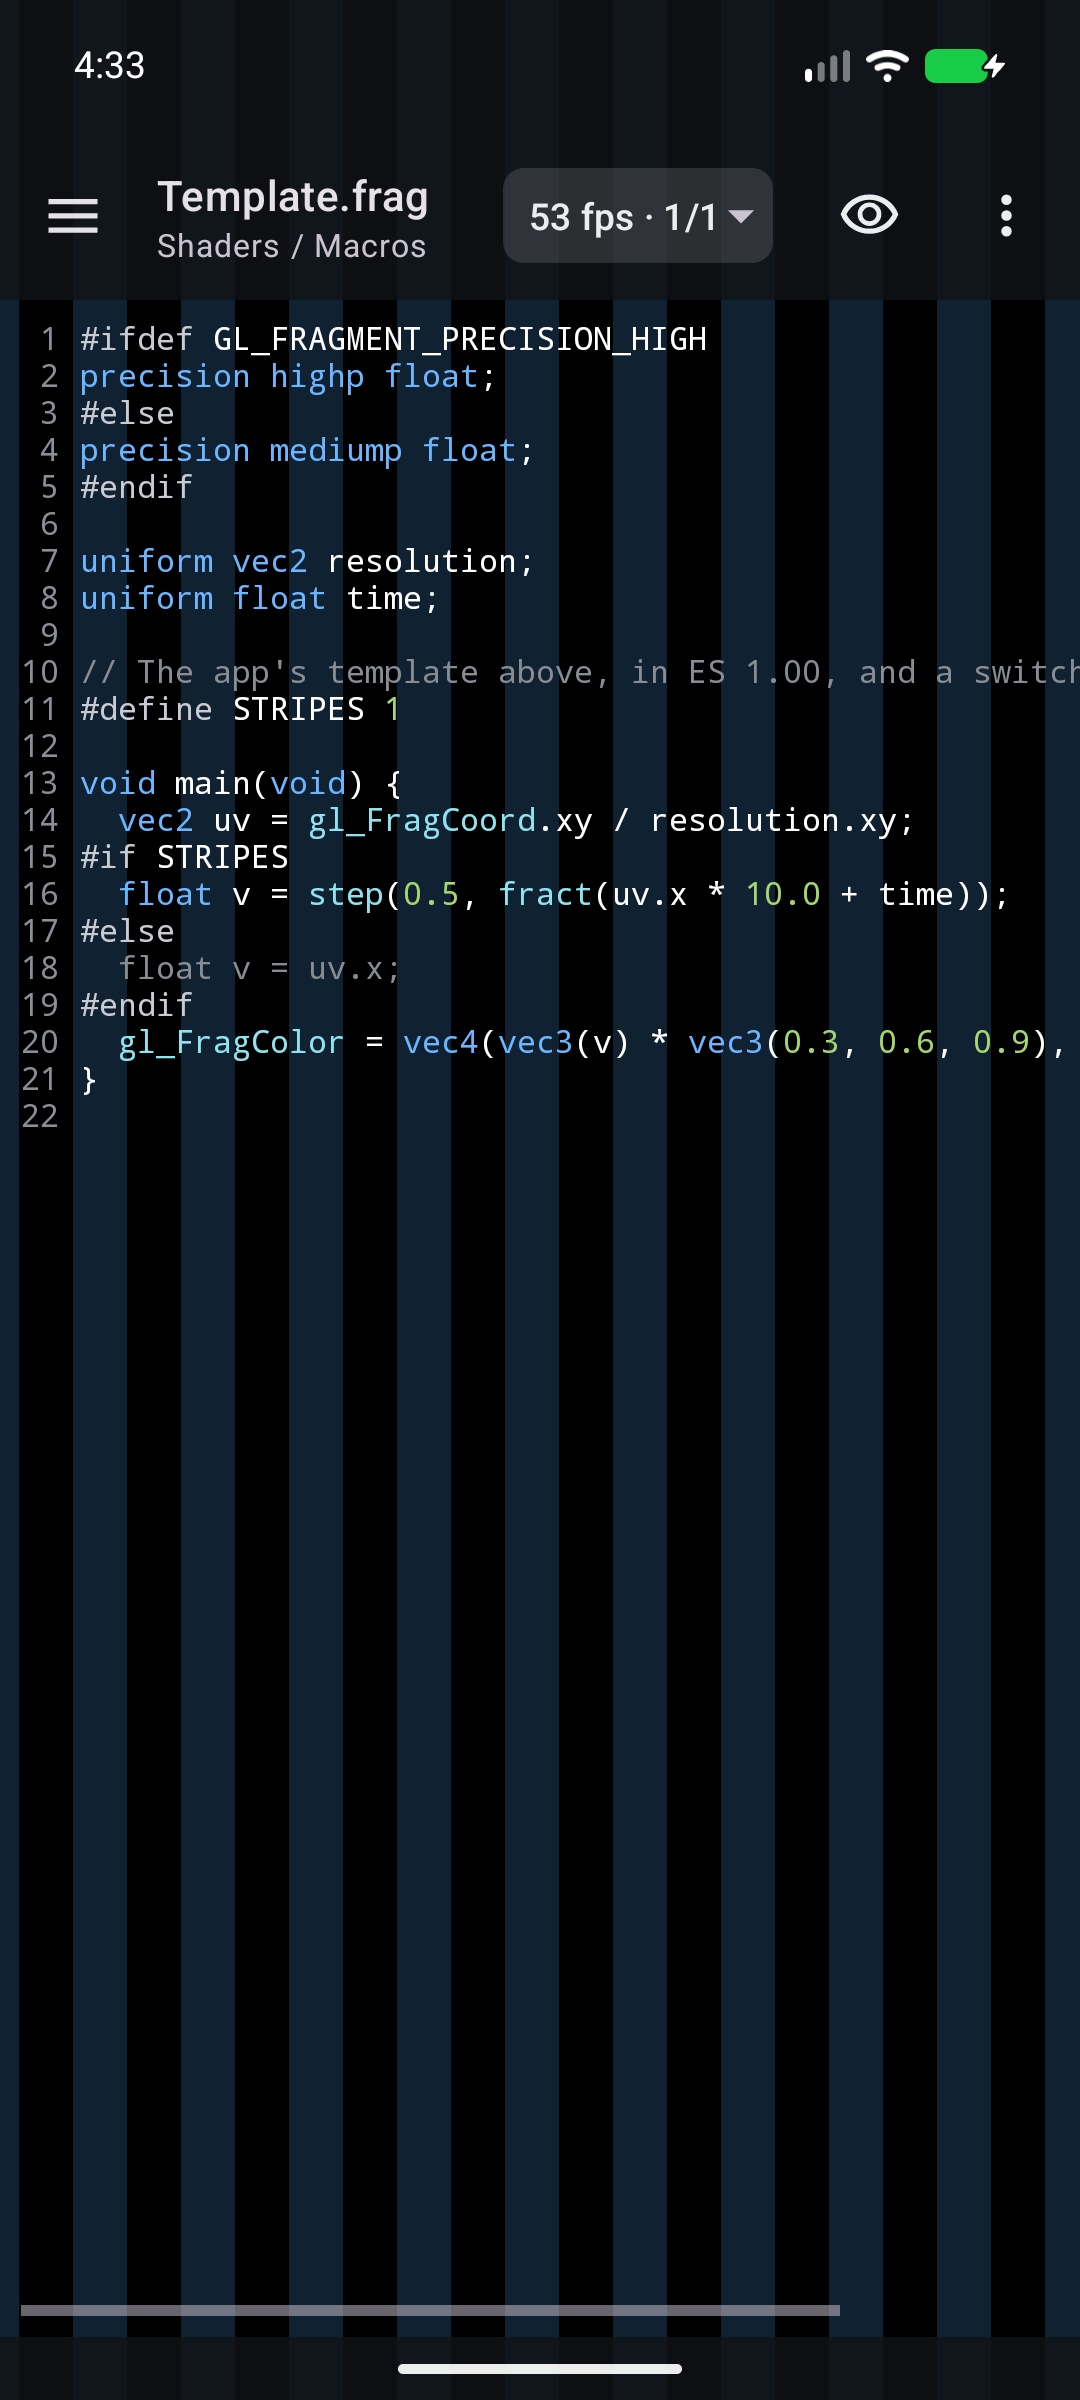 4:33
Template.frag
Shaders / Macros
53 fps · 1/1
1 #ifdef GL_FRAGMENT_PRECISION_HIGH
2 precision highp float;
3 #else
4 precision mediump float;
5 #endif
6
7 uniform vec2 resolution;
8 uniform float time;
9
10 // The app's template above, in ES 1.00, and a switch
11 #define STRIPES 1
12
13 void main(void) {
14   vec2 uv = gl_FragCoord.xy / resolution.xy;
15 #if STRIPES
16   float v = step(0.5, fract(uv.x * 10.0 + time));
17 #else
18   float v = uv.x;
19 #endif
20   gl_FragColor = vec4(vec3(v) * vec3(0.3, 0.6, 0.9),
21 }
22